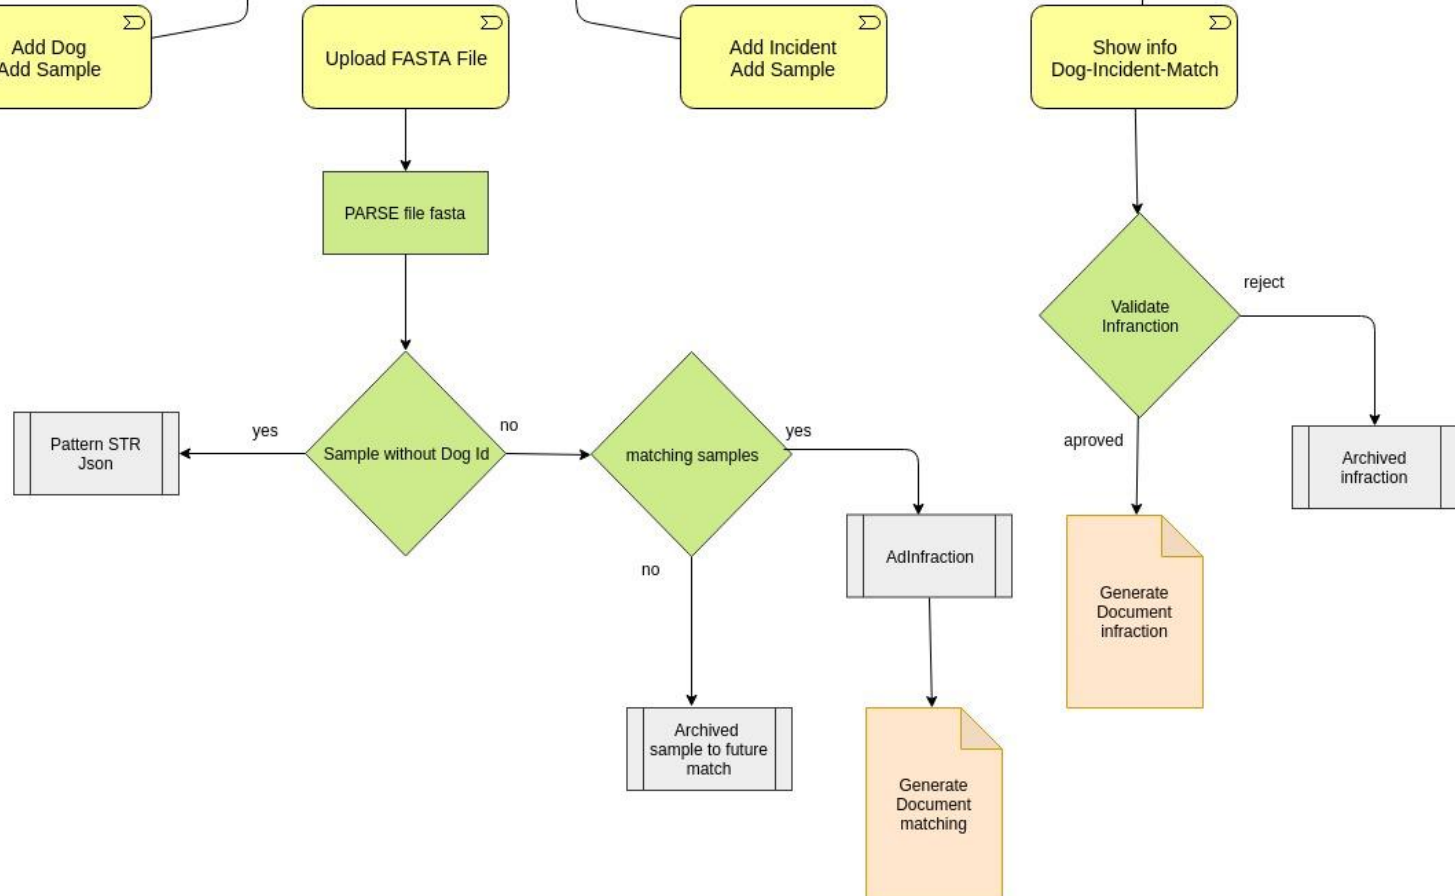 Add Dog
Add Sample
Upload FASTA File
Add Incident
Add Sample
Show info
Dog-Incident-Match
PARSE file fasta
Validate
Infranction
reject
Pattern STR
Json
yes
Sample without Dog Id
no
matching samples
yes
aproved
Archived
infraction
no
AdInfraction
Generate
Document
infraction
Archived
sample to future
match
Generate
Document
matching